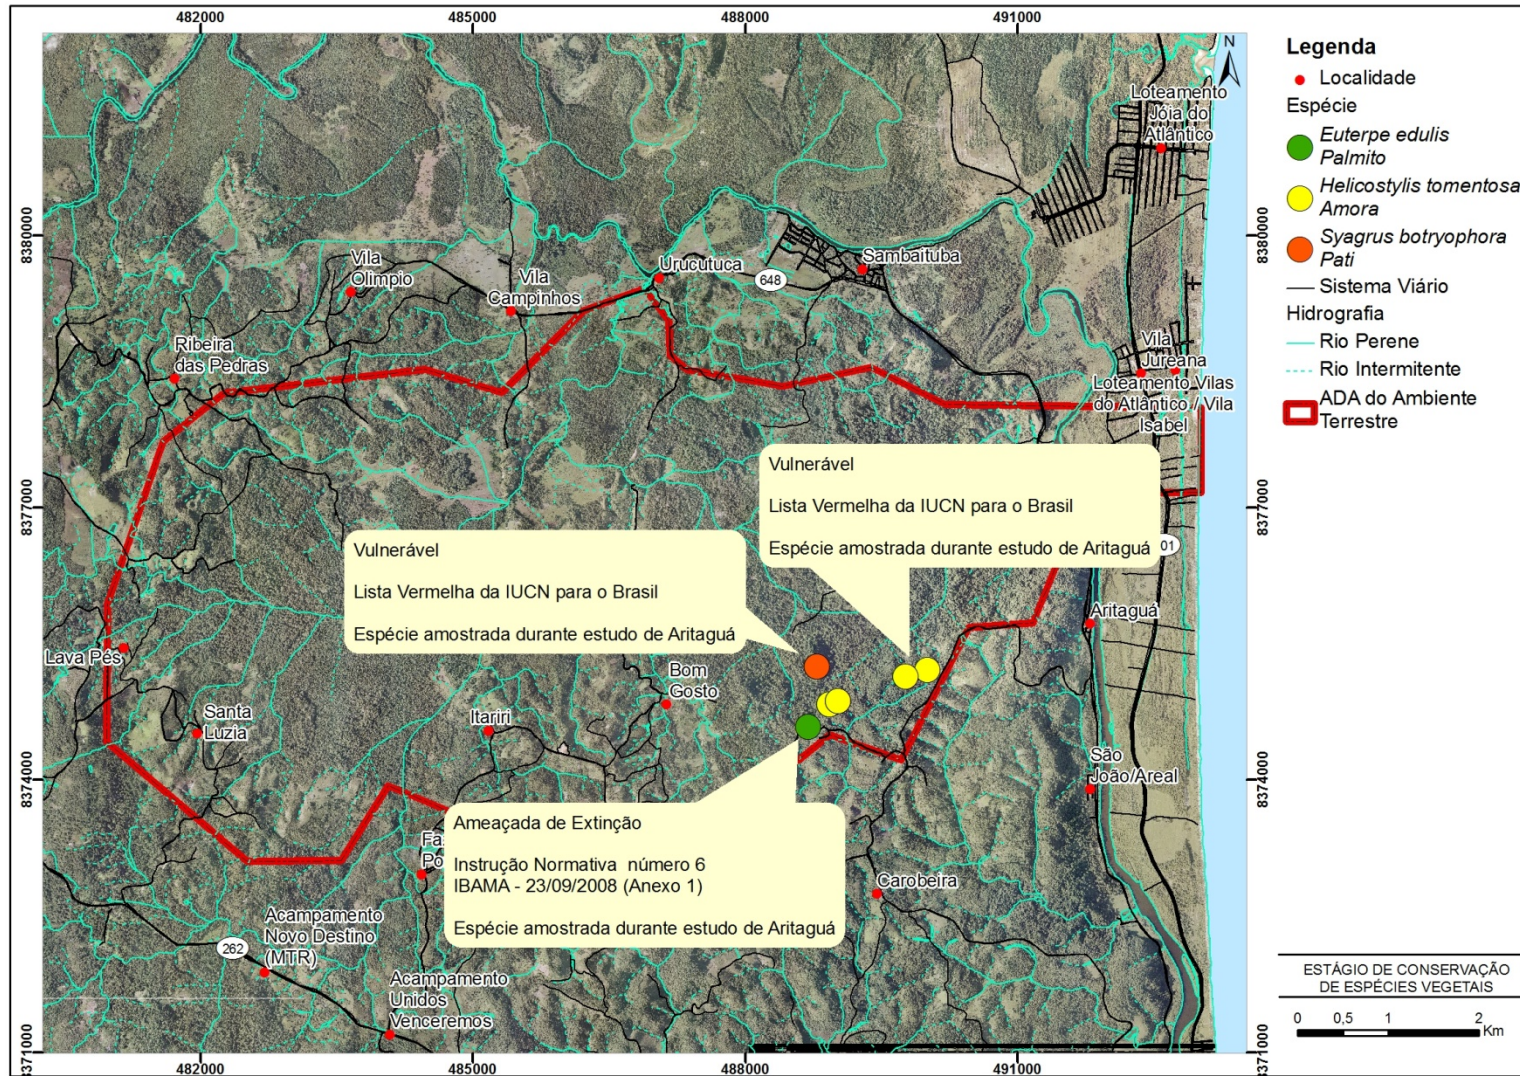 482000
485000
488000
491000
N
Loteamento
Jóia do
Atlântico
8380000
8380000
Vila
Olimpio
Vila
Campinhos
Urucutuca
648
Sambaituba
Ribeira
das Pedras
Vila
Jureana
Loteamento Vilas
do Atlântico / Vila
Isabel
8377000
8377000
Vulnerável
Lista Vermelha da IUCN para o Brasil
Espécie amostrada durante estudo de Aritaguá
01
Vulnerável
Lista Vermelha da IUCN para o Brasil
Espécie amostrada durante estudo de Aritaguá
Aritaguá
Lava Pés
Bom
Gosto
Santa
Luzia
Itariri
São
João/Areal
8374000
8374000
Ameaçada de Extinção
Instrução Normativa número 6
IBAMA - 23/09/2008 (Anexo 1)
Espécie amostrada durante estudo de Aritaguá
Fa
Po
Carobeira
Acampamento
Novo Destino
(MTR)
262
Acampamento
Unidos
Venceremos
8371000
8371000
482000
485000
488000
491000
Legenda
Localidade
Espécie
Euterpe edulis
Palmito
Helicostylis tomentosa
Amora
Syagrus botryophora
Pati
Sistema Viário
Hidrografia
Rio Perene
Rio Intermitente
ADA do Ambiente
Terrestre
ESTÁGIO DE CONSERVAÇÃO
DE ESPÉCIES VEGETAIS
0 0,5 1 2
Km